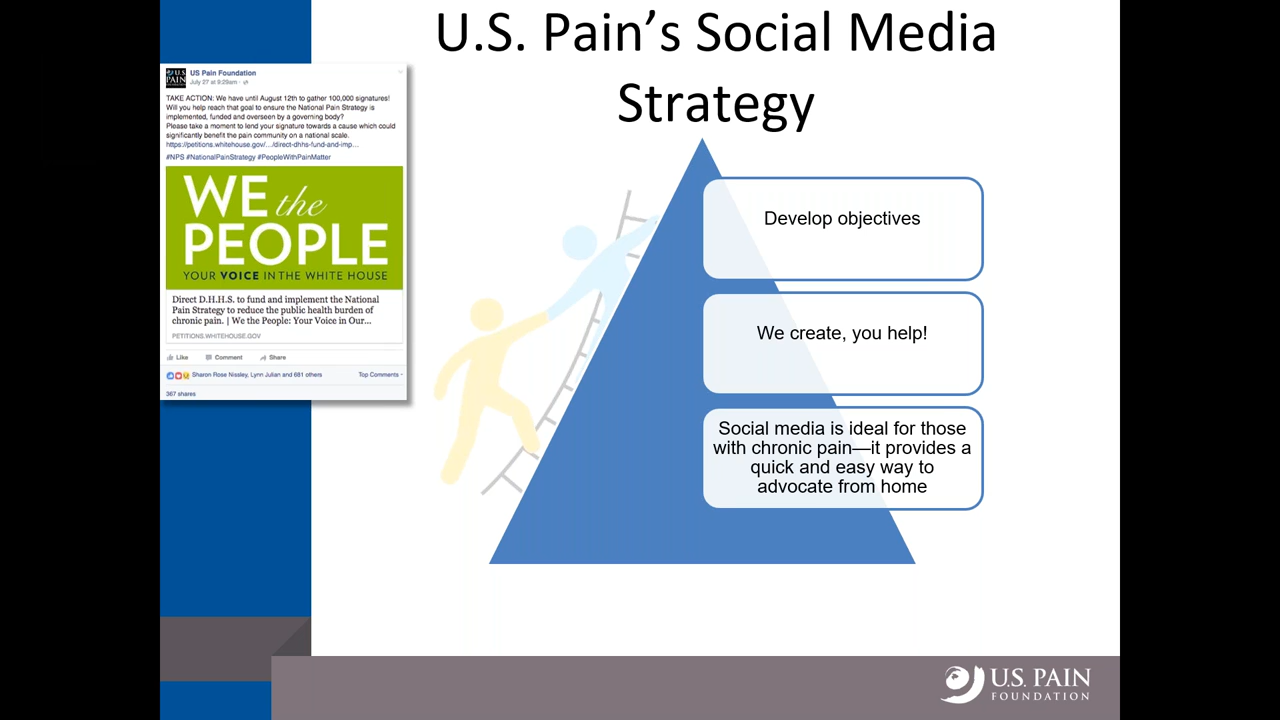 U.S. Pain's Social Media
Strategy
US Pain Foundation
July 27 at 9:25am ·
TAKE ACTION: We have until August 12th to gather 100,000 signatures!
Will you help reach that goal to ensure the National Pain Strategy is
implemented, funded and overseen by a governing body?
Please take a moment to lend your signature towards a cause which could
significantly benefit the pain community on a national scale.
https://petitions.whitehouse.gov/.../direct-dhhs-fund-and-imp...
#NPS #NationalPainStrategy #PeopleWithPainMatter
WE the
PEOPLE
YOUR VOICE IN THE WHITE HOUSE
Direct D.H.H.S. to fund and implement the National
Pain Strategy to reduce the public health burden of
chronic pain. | We the People: Your Voice in Our...
PETITIONS.WHITEHOUSE.GOV
Like Comment Share
Sharon Rose Nissley, Lynn Julian and 681 others Top Comments
367 shares
Develop objectives
We create, you help!
Social media is ideal for those
with chronic pain—it provides a
quick and easy way to
advocate from home
U.S. PAIN
FOUNDATION